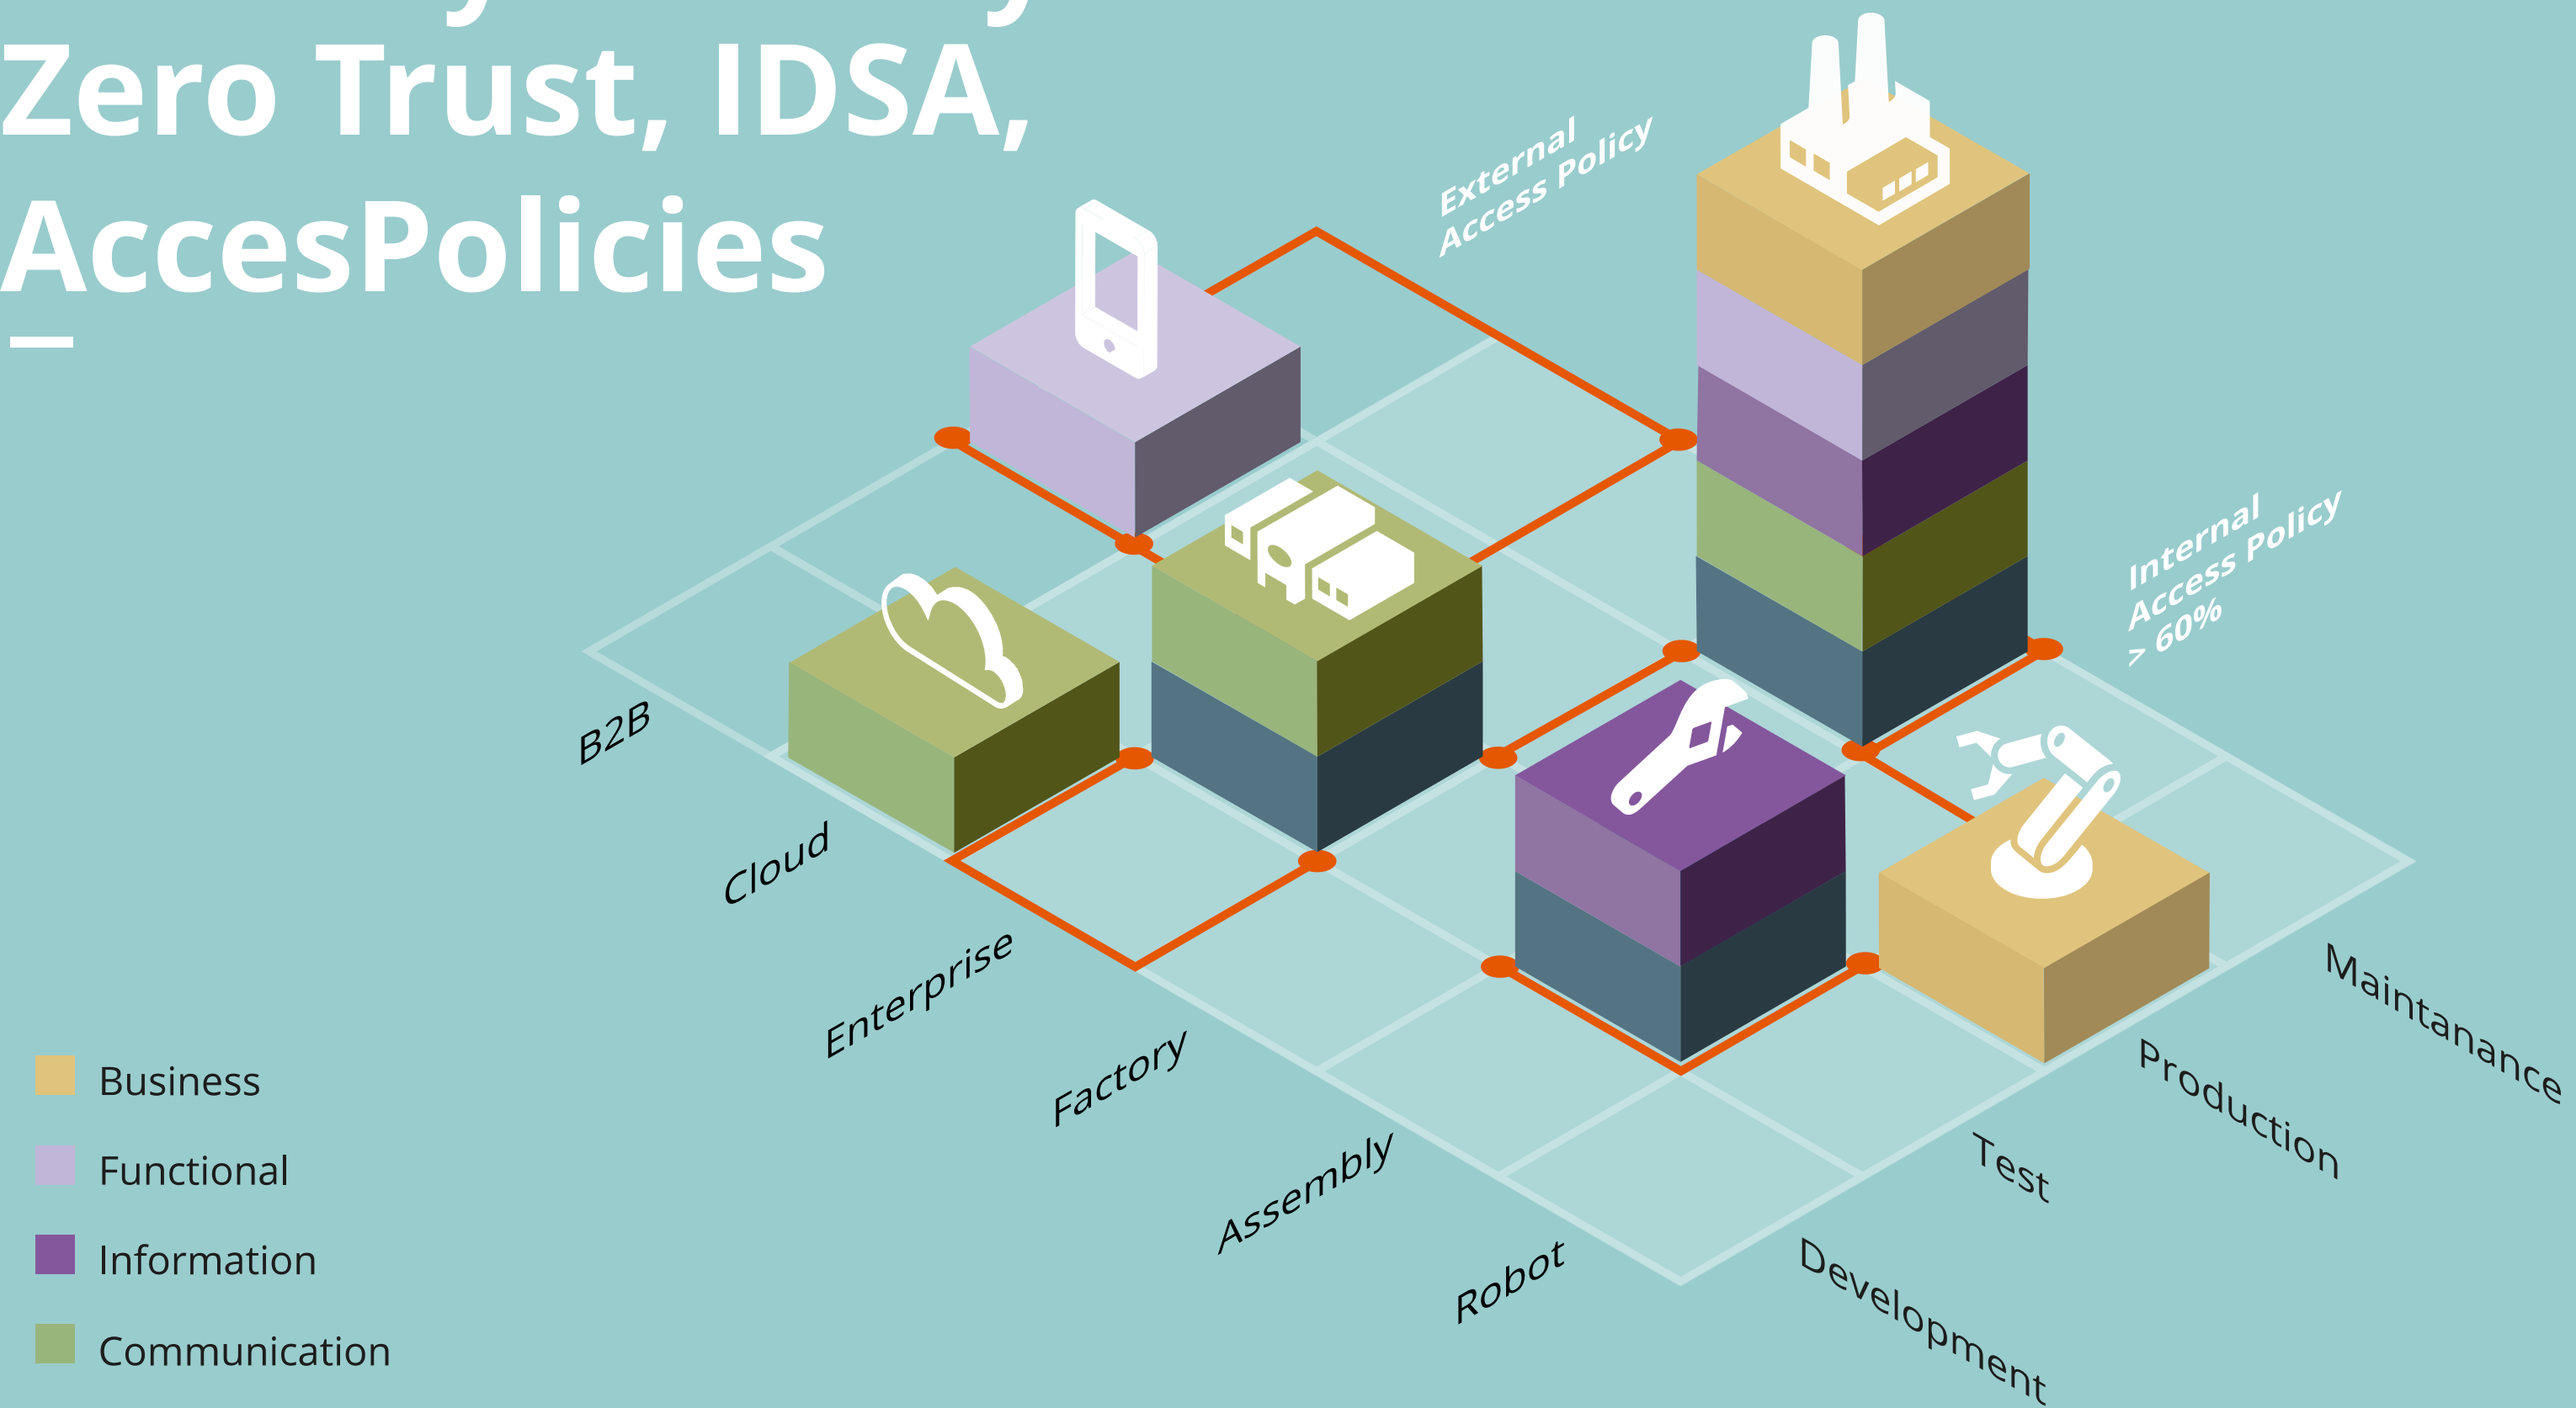 Zero Trust, IDSA,
AccesPolicies
External
Access Policy
Internal
Access Policy
> 60%
B2B
Cloud
Enterprise
Factory
Assembly
Robot
Maintanance
Production
Test
Development
Business
Functional
Information
Communication